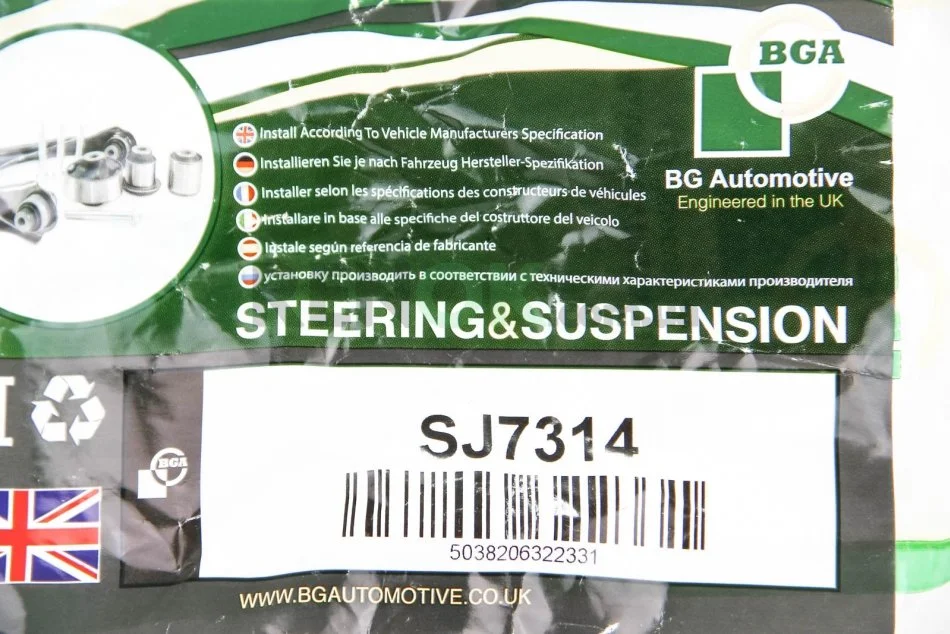 BGA
Install According To Vehicle Manufacturers Specification
Installieren Sie je nach Fahrzeug Hersteller-Spezifikation
Installer selon les spécifications des constructeurs de véhicules
Installare in base alle specifiche del costruttore del veicolo
Instale según referencia de fabricante
установку производить в соответствии с техническими характеристиками производителя
BG Automotive
Engineered in the UK
STEERING&SUSPENSION
SJ7314
BGA
5038206322331
WWW.BGAUTOMOTIVE.CO.UK